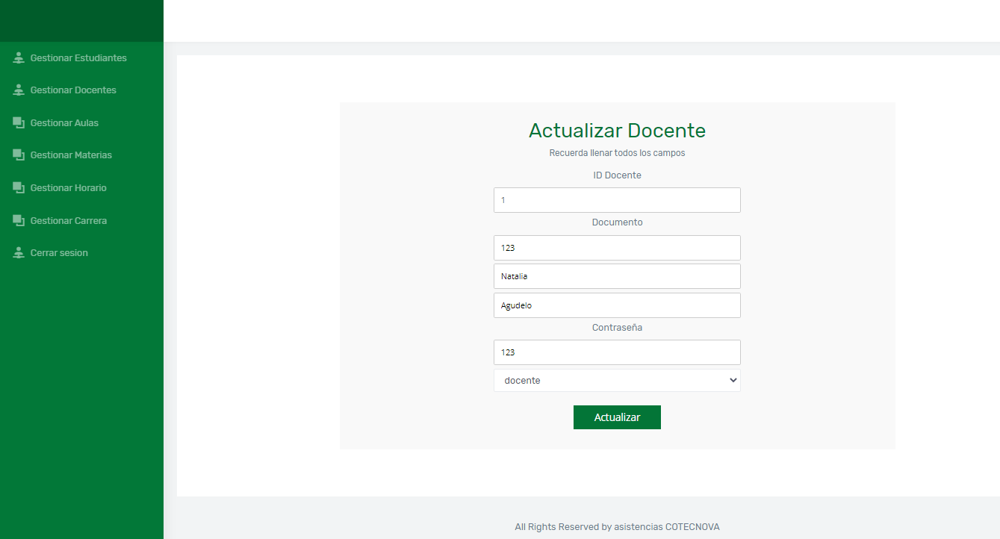 Gestionar Estudiantes
Gestionar Docentes
Gestionar Aulas
Gestionar Materias
Gestionar Horario
Gestionar Carrera
Cerrar sesion
Actualizar Docente
Recuerda llenar todos los campos
ID Docente
1
Documento
123
Natalia
Agudelo
Contraseña
123
docente
Actualizar
All Rights Reserved by asistencias COTECNOVA